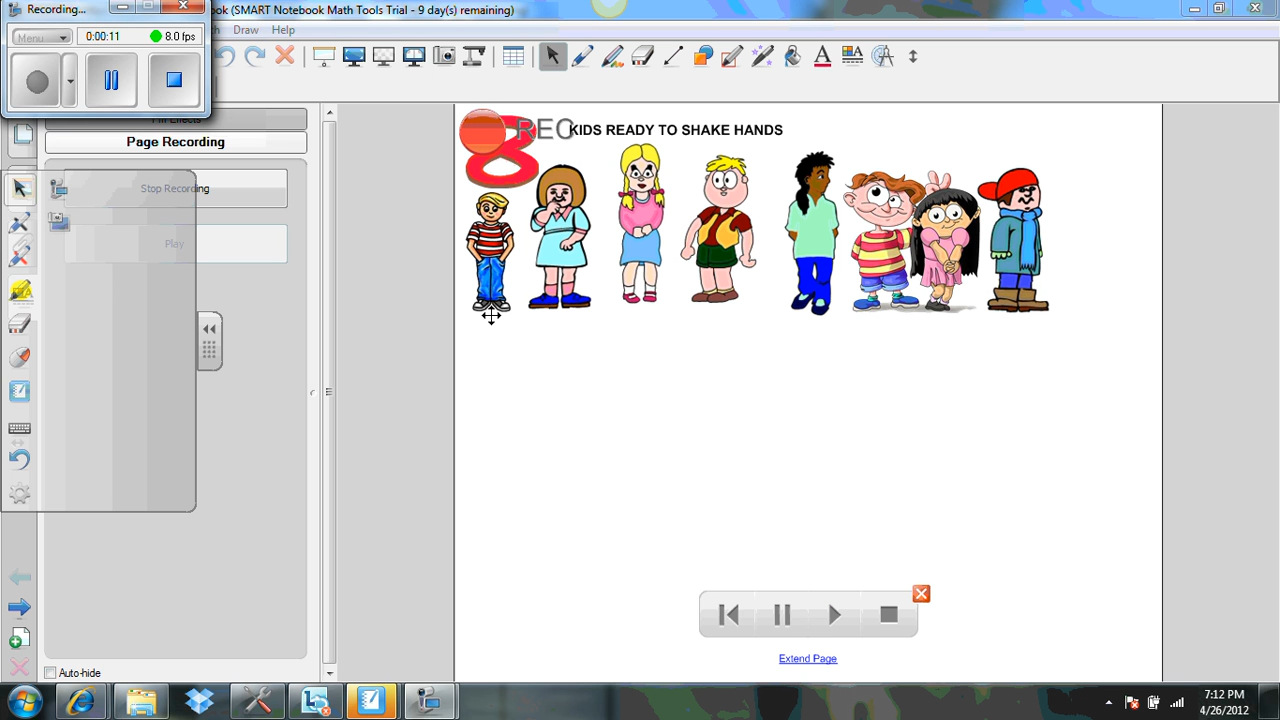 Recording...
ook (SMART Notebook Math Tools Trial - 9 day(s) remaining)
Menu
0:00:11
8.0 fps
Draw
Help
Page Recording
Stop Recording
Play
8
REC
KIDS READY TO SHAKE HANDS
Extend Page
Auto-hide
7:12 PM
4/26/2012